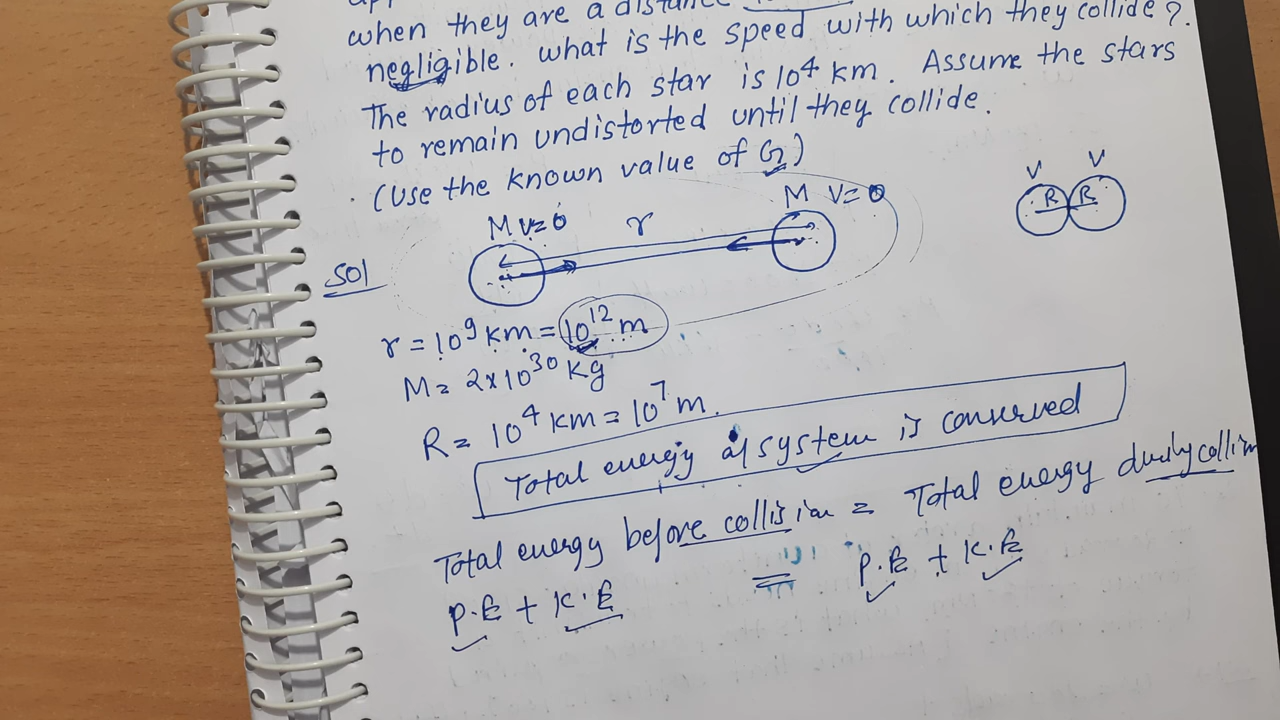 when they are a distance
negligible. what is the speed with which they collide?
The radius of each star is 10⁴ km. Assume the stars
to remain undistorted until they collide.
(Use the known value of G)
M v=0 r M V=0
V V
R R
Sol
r = 10⁹ km = 10¹² m
M = 2x10³⁰ kg
R = 10⁴ km = 10⁷ m.
Total energy of system is conserved
Total energy before collision = Total energy during collision
P.E + K.E = P.E + K.E